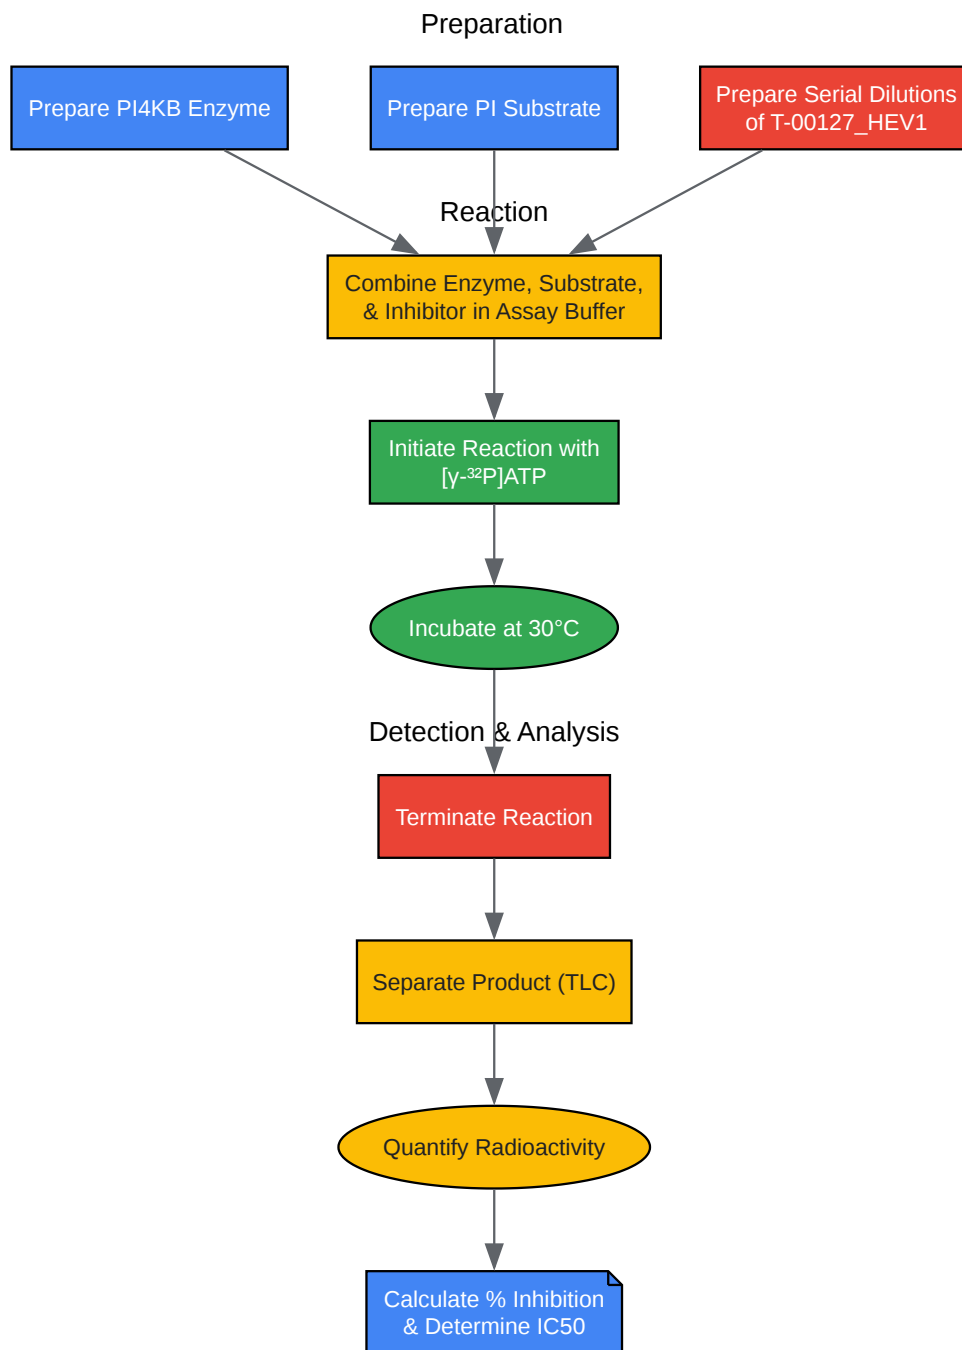 Preparation
Prepare PI4KB Enzyme
Prepare PI Substrate
Prepare Serial Dilutions
of T-00127_HEV1
Reaction
Combine Enzyme, Substrate,
& Inhibitor in Assay Buffer
Initiate Reaction with
[γ-³²P]ATP
Incubate at 30°C
Detection & Analysis
Terminate Reaction
Separate Product (TLC)
Quantify Radioactivity
Calculate % Inhibition
& Determine IC50